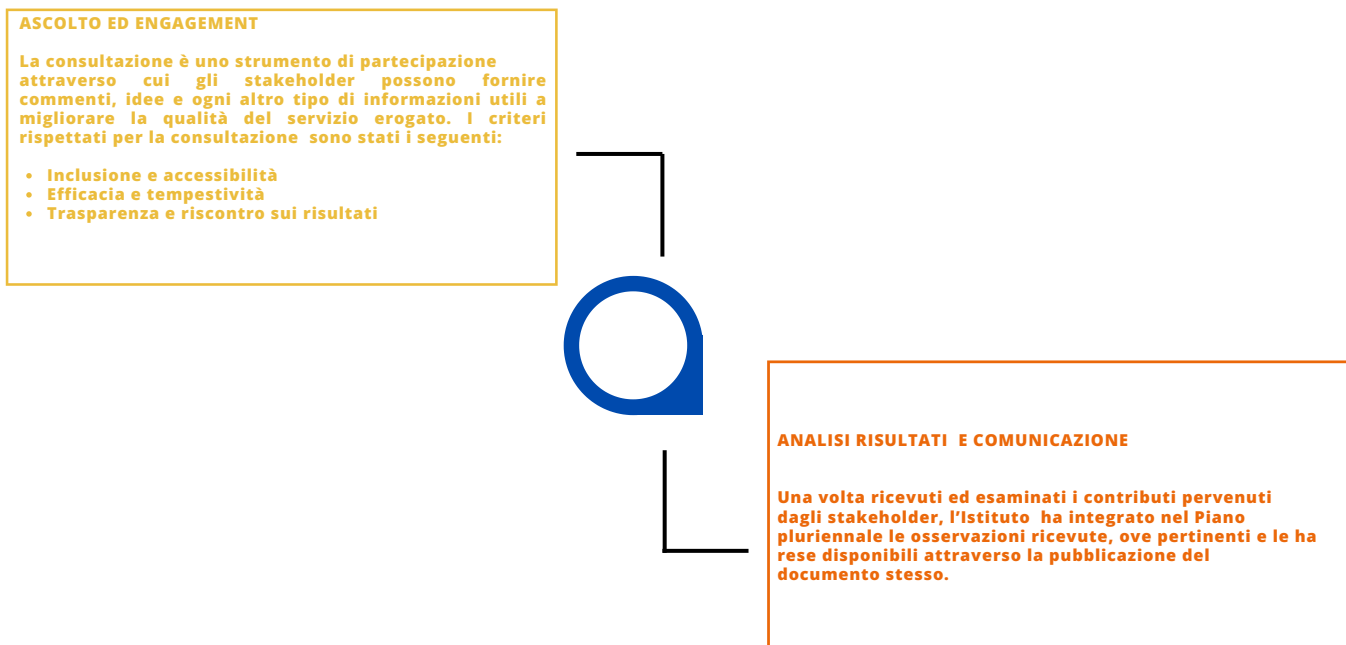 ASCOLTO ED ENGAGEMENT
La consultazione è uno strumento di partecipazione
attraverso cui gli stakeholder possono fornire
commenti, idee e ogni altro tipo di informazioni utili a
migliorare la qualità del servizio erogato. I criteri
rispettati per la consultazione  sono stati i seguenti:
• Inclusione e accessibilità
• Efficacia e tempestività
• Trasparenza e riscontro sui risultati
ANALISI RISULTATI  E COMUNICAZIONE
Una volta ricevuti ed esaminati i contributi pervenuti
dagli stakeholder, l’Istituto  ha integrato nel Piano
pluriennale le osservazioni ricevute, ove pertinenti e le ha
rese disponibili attraverso la pubblicazione del
documento stesso.